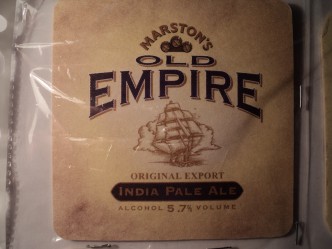 MARSTON'S
OLD
EMPIRE
ORIGINAL EXPORT
INDIA PALE ALE
ALCOHOL 5.7% VOLUME